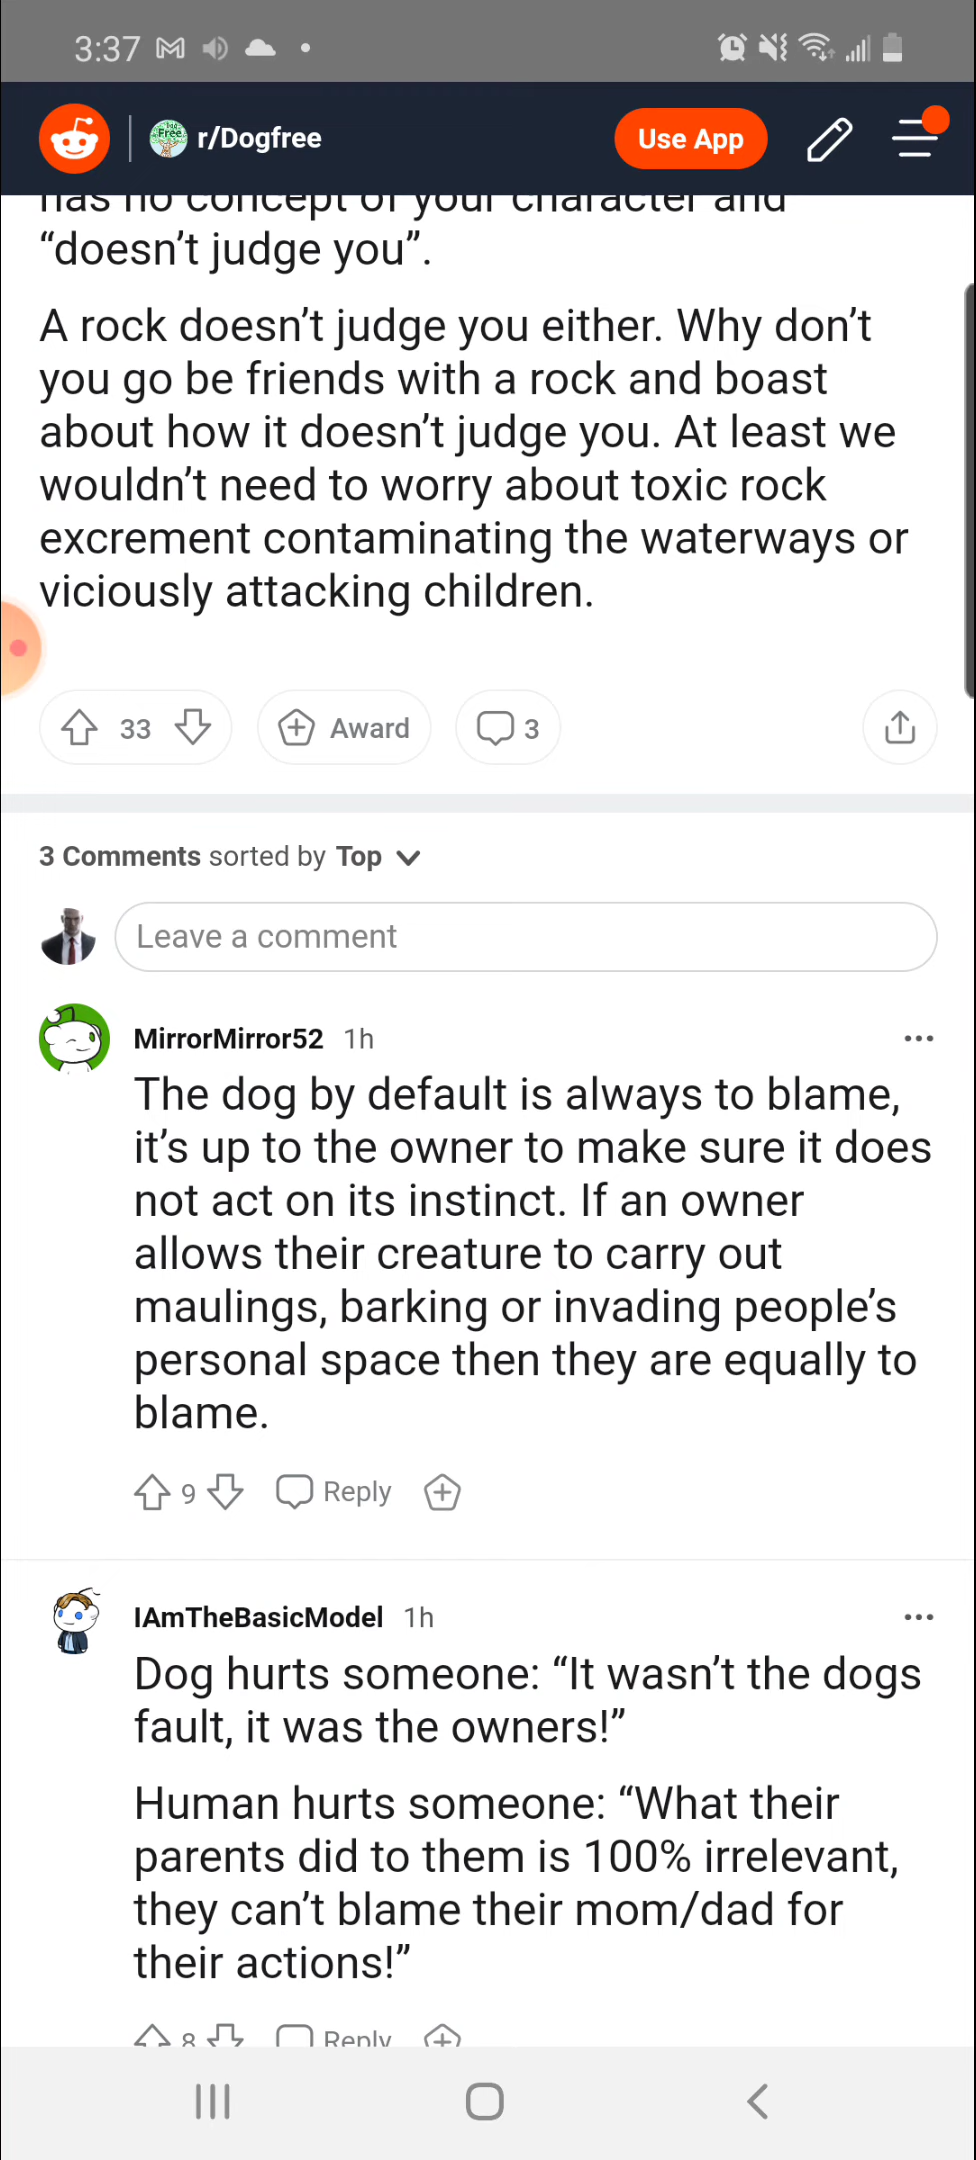 3:37
r/Dogfree
Use App
has no concept of your character and
“doesn’t judge you”.
A rock doesn’t judge you either. Why don’t
you go be friends with a rock and boast
about how it doesn’t judge you. At least we
wouldn’t need to worry about toxic rock
excrement contaminating the waterways or
viciously attacking children.
33
Award
3
3 Comments sorted by Top
Leave a comment
MirrorMirror52 1h
The dog by default is always to blame,
it’s up to the owner to make sure it does
not act on its instinct. If an owner
allows their creature to carry out
maulings, barking or invading people’s
personal space then they are equally to
blame.
9
Reply
IAmTheBasicModel 1h
Dog hurts someone: “It wasn’t the dogs
fault, it was the owners!”
Human hurts someone: “What their
parents did to them is 100% irrelevant,
they can’t blame their mom/dad for
their actions!”
8
Reply